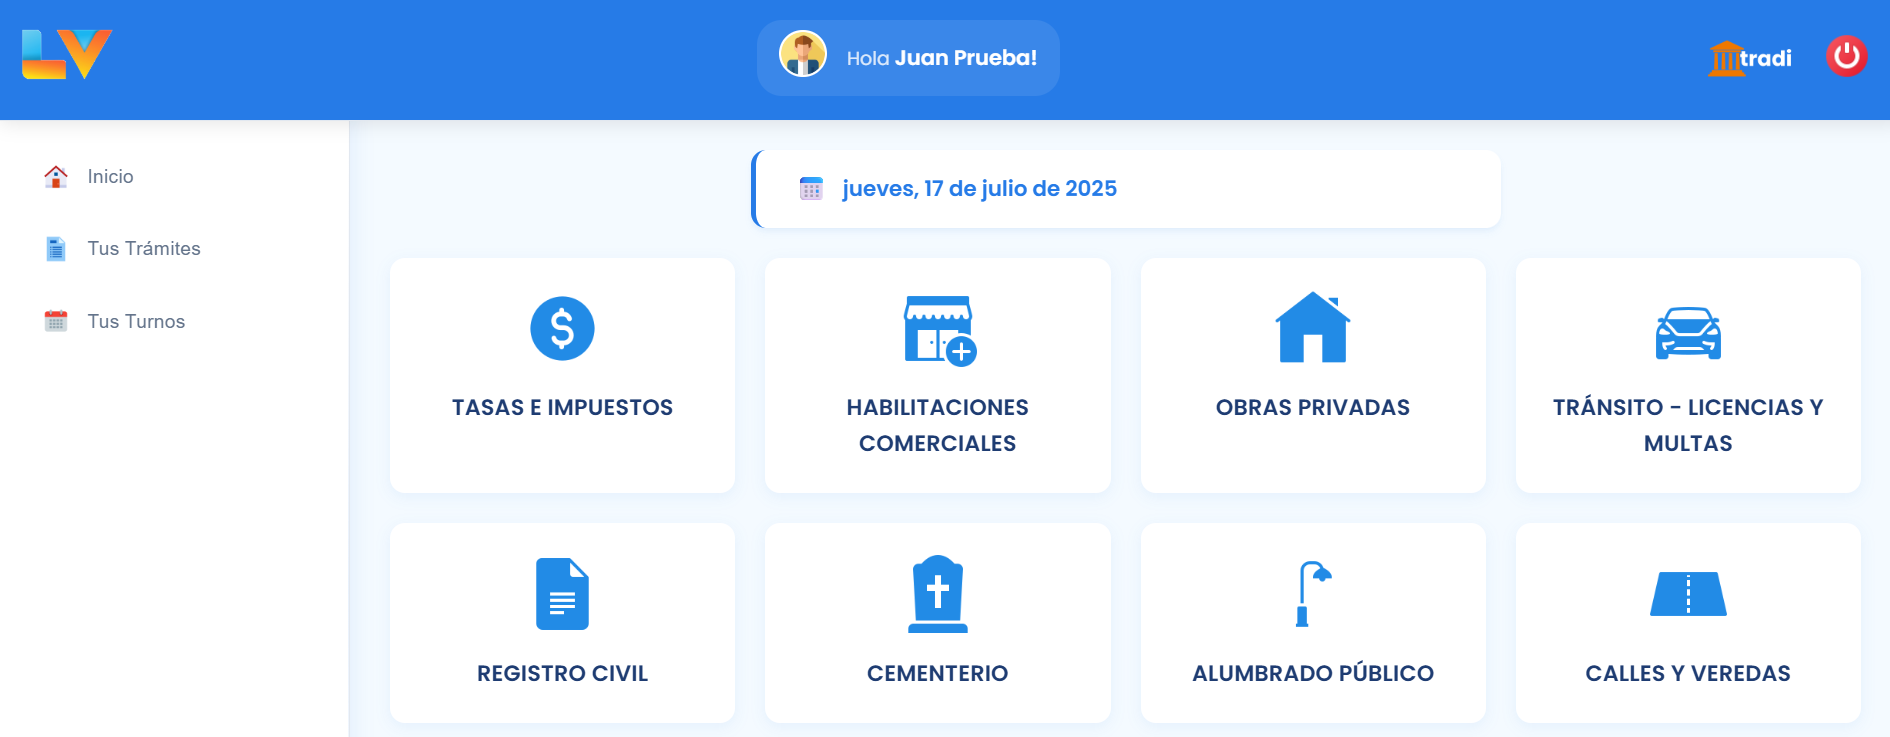 LV
Hola Juan Prueba!
tradi
Inicio
Tus Trámites
Tus Turnos
jueves, 17 de julio de 2025
TASAS E IMPUESTOS
HABILITACIONES
COMERCIALES
OBRAS PRIVADAS
TRÁNSITO - LICENCIAS Y
MULTAS
REGISTRO CIVIL
CEMENTERIO
ALUMBRADO PÚBLICO
CALLES Y VEREDAS